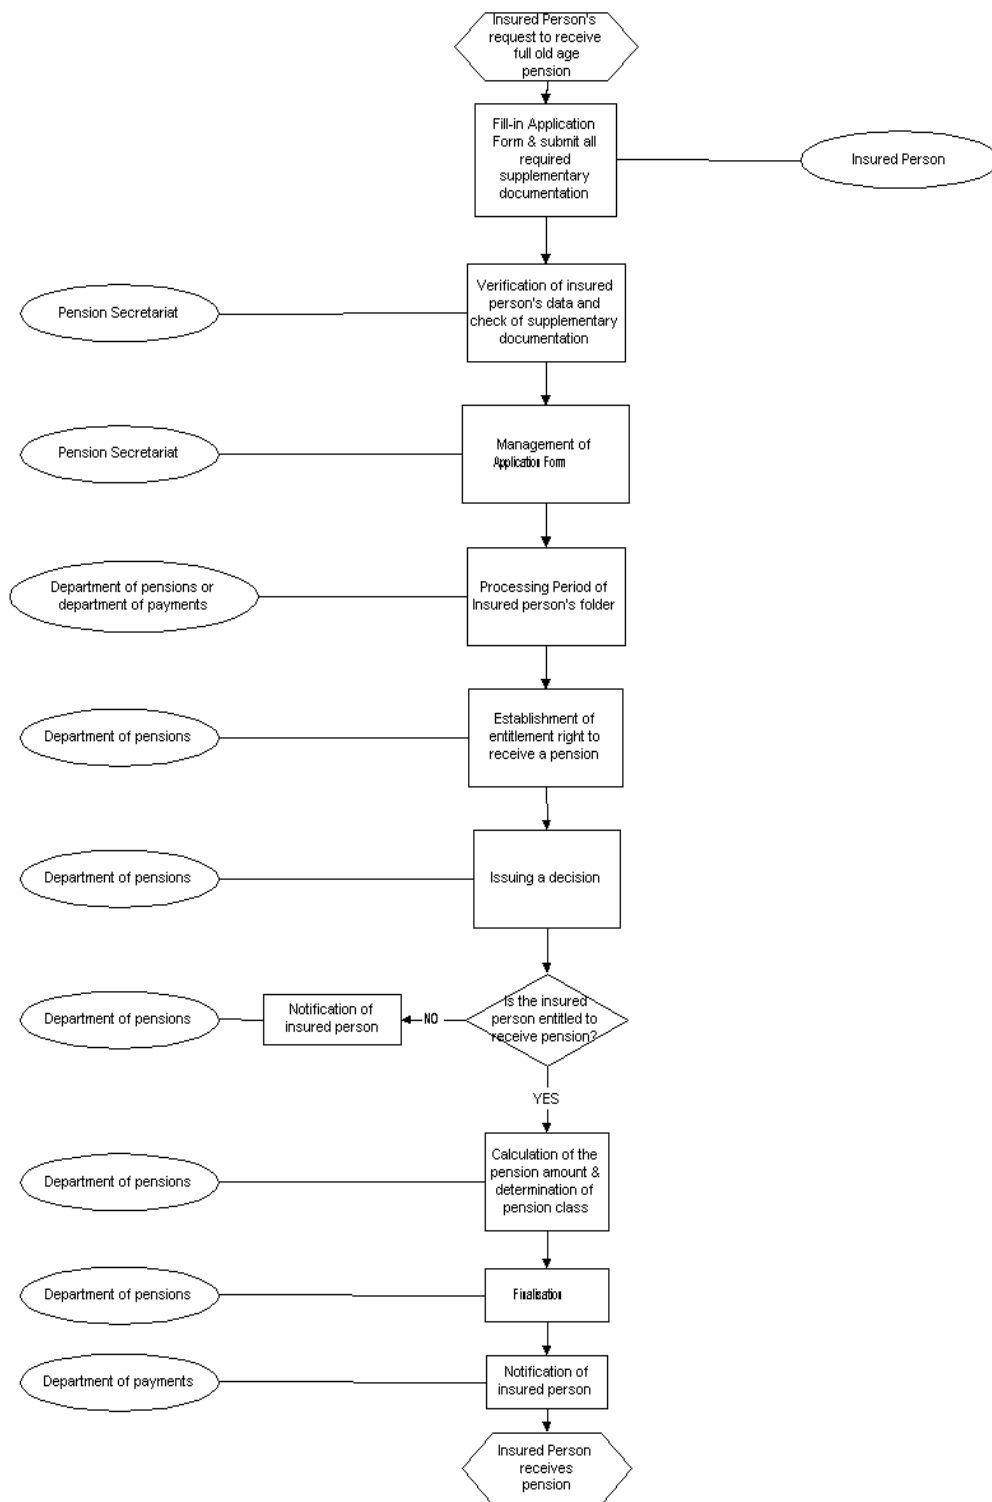 Insured Person's
request to receive
full old age
pension
Fill-in Application
Form & submit all
required
supplementary
documentation
Insured Person
Verification of insured
person's data and
check of supplementary
documentation
Pension Secretariat
Management of
Application Form
Pension Secretariat
Processing Period of
Insured person's folder
Department of pensions or
department of payments
Establishment of
entitlement right to
receive a pension
Department of pensions
Issuing a decision
Department of pensions
Is the insured
person entitled to
receive pension?
NO
Notification of
insured person
Department of pensions
YES
Calculation of the
pension amount &
determination of
pension class
Department of pensions
Finalisation
Department of pensions
Notification of
insured person
Department of payments
Insured Person
receives
pension